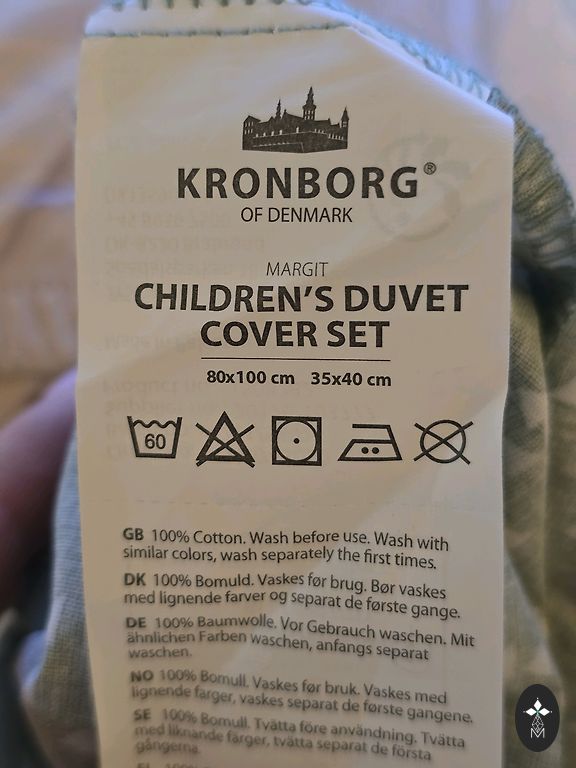 KRONBORG®
OF DENMARK
MARGIT
CHILDREN'S DUVET
COVER SET
80x100 cm 35x40 cm
60
GB 100% Cotton. Wash before use. Wash with
similar colors, wash separately the first times.
DK 100% Bomuld. Vaskes før brug. Bør vaskes
med lignende farver og separat de første gange.
DE 100% Baumwolle. Vor Gebrauch waschen. Mit
ähnlichen Farben waschen, anfangs separat
waschen.
NO 100% Bomull. Vaskes før bruk. Vaskes med
lignende farger, vaskes separat de første gangene.
SE 100% Bomull. Tvätta före användning. Tvätta
med liknande färger, tvätta separat de första
gångerna.
M